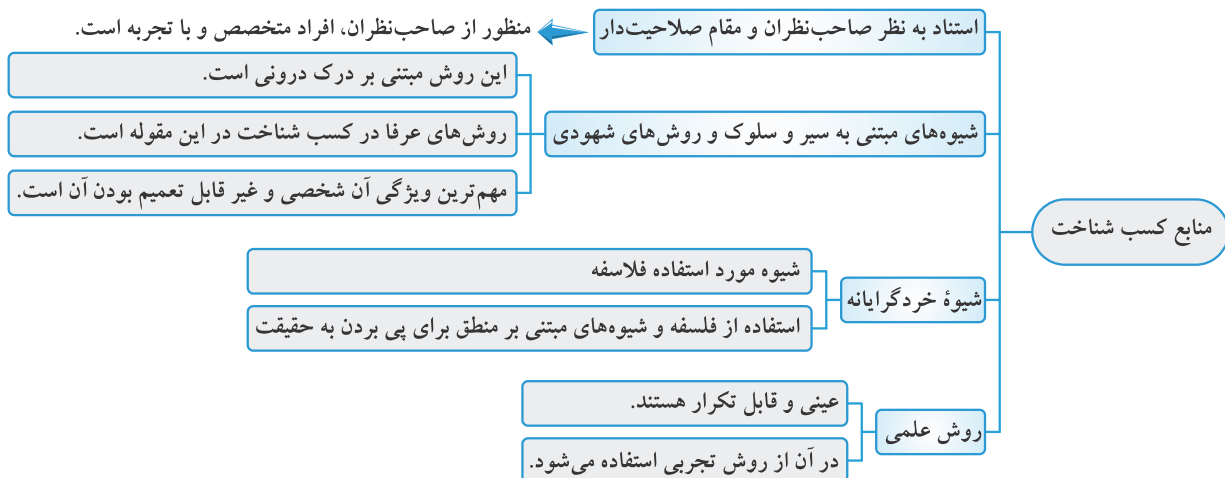 منابع کسب شناخت
استناد به نظر صاحب‌نظران و مقام صلاحیت‌دار
منظور از صاحب‌نظران، افراد متخصص و با تجربه است.
شیوه‌های مبتنی به سیر و سلوک و روش‌های شهودی
این روش مبتنی بر درک درونی است.
روش‌های عرفا در کسب شناخت در این مقوله است.
مهم‌ترین ویژگی آن شخصی و غیر قابل تعمیم بودن آن است.
شیوۀ خردگرایانه
شیوه مورد استفاده فلاسفه
استفاده از فلسفه و شیوه‌های مبتنی بر منطق برای پی بردن به حقیقت
روش علمی
عینی و قابل تکرار هستند.
در آن از روش تجربی استفاده می‌شود.